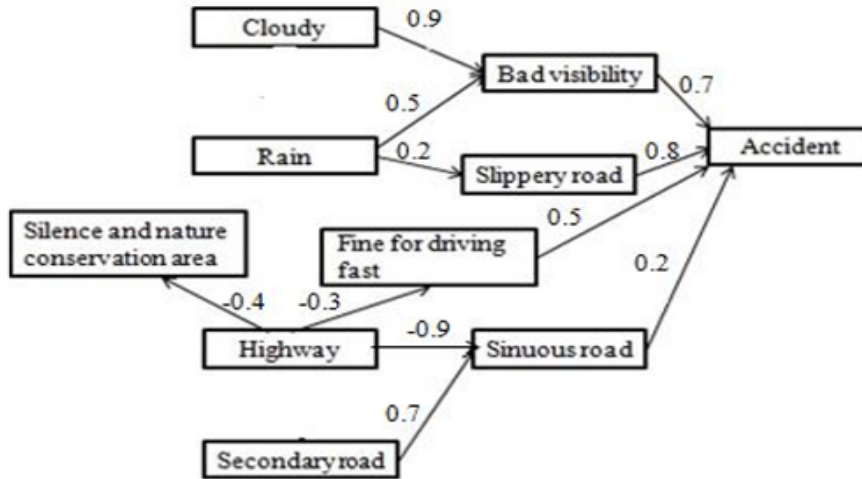 Cloudy
0.9
Bad visibility
0.7
0.5
Accident
Rain
0.2
0.8
Slippery road
Silence and nature
conservation area
Fine for driving
fast
0.5
0.2
-0.4
-0.3
-0.9
Highway
Sinuous road
0.7
Secondary road